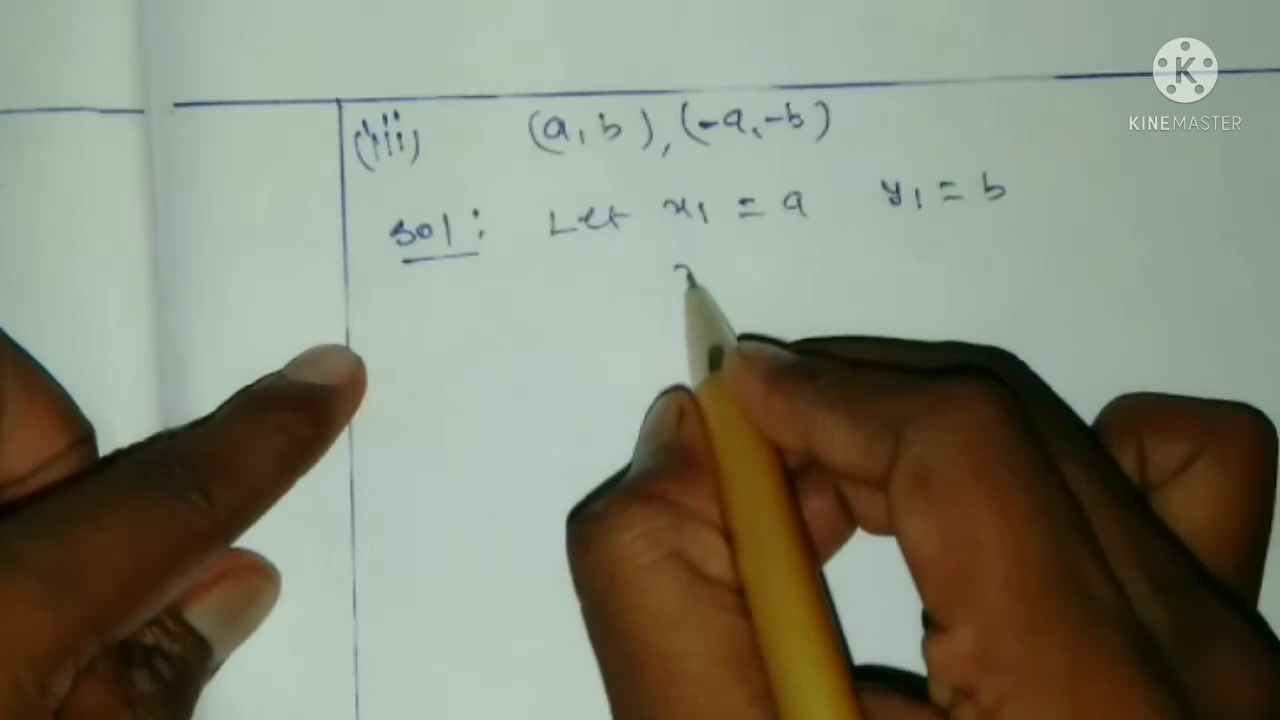 (iii) (a, b), (-a, -b)
Sol: Let x₁ = a y₁ = b
K
KINEMASTER